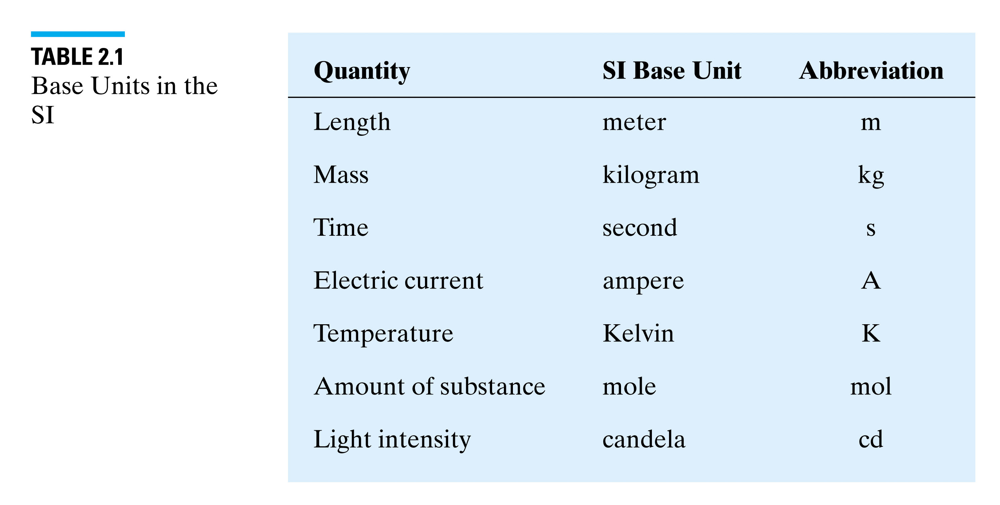 TABLE 2.1
Base Units in the
SI
Quantity SI Base Unit Abbreviation
Length meter m
Mass kilogram kg
Time second s
Electric current ampere A
Temperature Kelvin K
Amount of substance mole mol
Light intensity candela cd